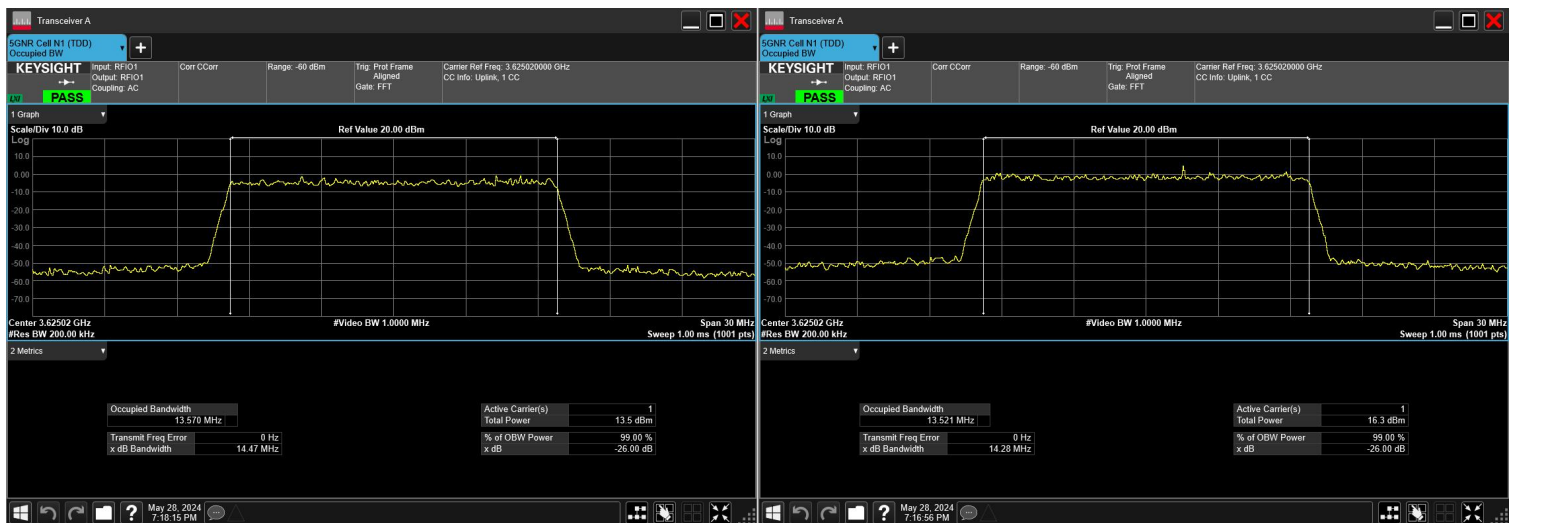 Transceiver A
5GNR Cell N1 (TDD)
Occupied BW
KEYSIGHT
Input: RFIO1
Output: RFIO1
Coupling: AC
Corr CCorr
Range: -60 dBm
Trig: Prot Frame
Aligned
Gate: FFT
Carrier Ref Freq: 3.625020000 GHz
CC Info: Uplink, 1 CC
LXI
PASS
1 Graph
Scale/Div 10.0 dB
Ref Value 20.00 dBm
Log
10.0
0.00
-10.0
-20.0
-30.0
-40.0
-50.0
-60.0
-70.0
Center 3.62502 GHz
#Video BW 1.0000 MHz
Span 30 MHz
#Res BW 200.00 kHz
Sweep 1.00 ms (1001 pts)
2 Metrics
Occupied Bandwidth
13.570 MHz
Transmit Freq Error 0 Hz
x dB Bandwidth 14.47 MHz
Active Carrier(s) 1
Total Power 13.5 dBm
% of OBW Power 99.00 %
x dB -26.00 dB
May 28, 2024
7:18:15 PM
Transceiver A
5GNR Cell N1 (TDD)
Occupied BW
KEYSIGHT
Input: RFIO1
Output: RFIO1
Coupling: AC
Corr CCorr
Range: -60 dBm
Trig: Prot Frame
Aligned
Gate: FFT
Carrier Ref Freq: 3.625020000 GHz
CC Info: Uplink, 1 CC
LXI
PASS
1 Graph
Scale/Div 10.0 dB
Ref Value 20.00 dBm
Log
10.0
0.00
-10.0
-20.0
-30.0
-40.0
-50.0
-60.0
-70.0
Center 3.62502 GHz
#Video BW 1.0000 MHz
Span 30 MHz
#Res BW 200.00 kHz
Sweep 1.00 ms (1001 pts)
2 Metrics
Occupied Bandwidth
13.521 MHz
Transmit Freq Error 0 Hz
x dB Bandwidth 14.28 MHz
Active Carrier(s) 1
Total Power 16.3 dBm
% of OBW Power 99.00 %
x dB -26.00 dB
May 28, 2024
7:16:56 PM